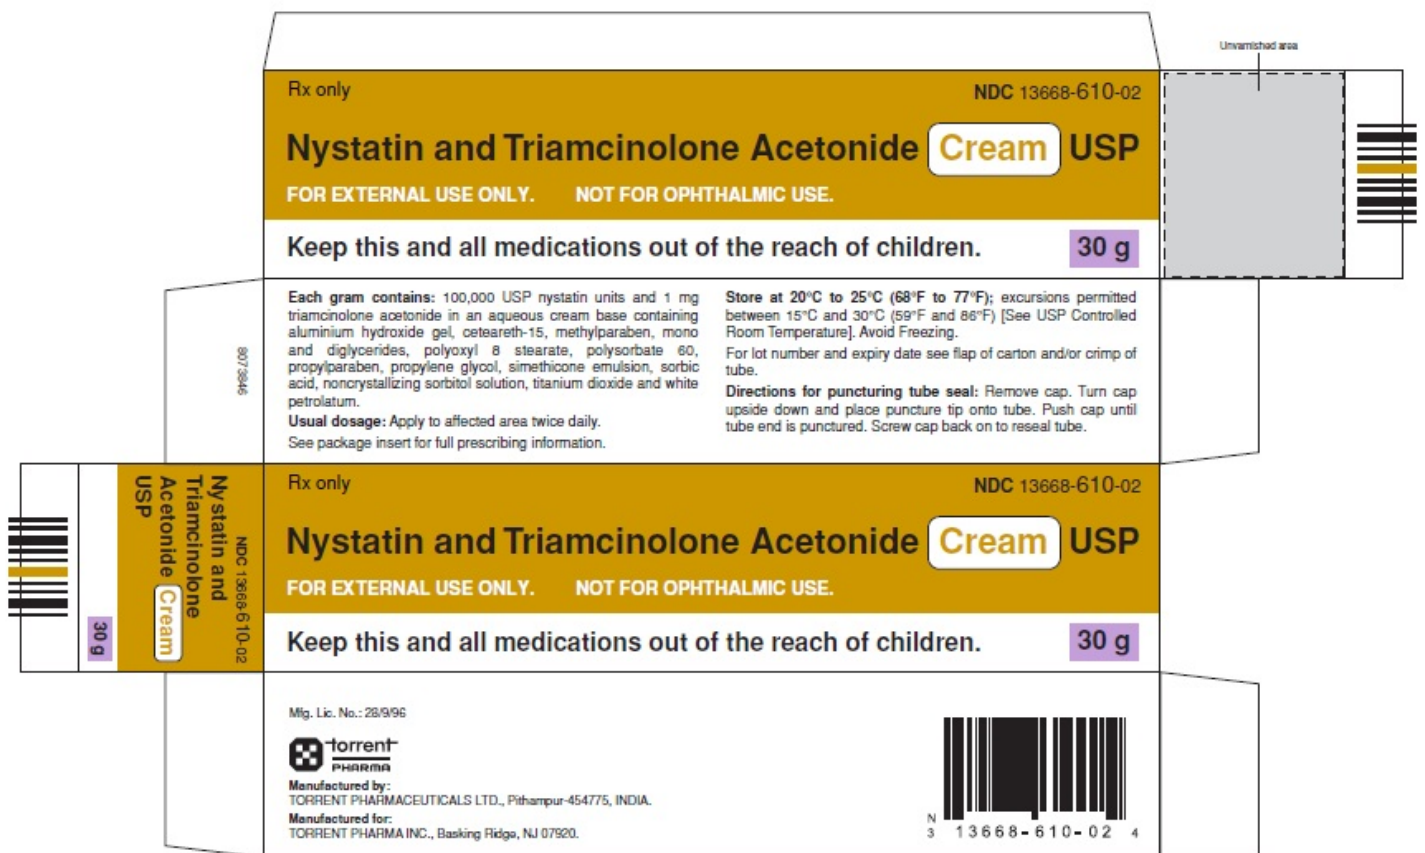 Unvarnished area
Rx only
NDC 13668-610-02
Nystatin and Triamcinolone Acetonide Cream USP
FOR EXTERNAL USE ONLY. NOT FOR OPHTHALMIC USE.
Keep this and all medications out of the reach of children.
30 g
Each gram contains: 100,000 USP nystatin units and 1 mg
triamcinolone acetonide in an aqueous cream base containing
aluminium hydroxide gel, ceteareth-15, methylparaben, mono
and diglycerides, polyoxyl 8 stearate, polysorbate 60,
propylparaben, propylene glycol, simethicone emulsion, sorbic
acid, noncrystallizing sorbitol solution, titanium dioxide and white
petrolatum.
Usual dosage: Apply to affected area twice daily.
See package insert for full prescribing information.
Store at 20°C to 25°C (68°F to 77°F); excursions permitted
between 15°C and 30°C (59°F and 86°F) [See USP Controlled
Room Temperature]. Avoid Freezing.
For lot number and expiry date see flap of carton and/or crimp of
tube.
Directions for puncturing tube seal: Remove cap. Turn cap
upside down and place puncture tip onto tube. Push cap until
tube end is punctured. Screw cap back on to reseal tube.
8073846
NDC 13668-610-02
Nystatin and
Triamcinolone
Acetonide Cream
USP
30 g
Rx only
NDC 13668-610-02
Nystatin and Triamcinolone Acetonide Cream USP
FOR EXTERNAL USE ONLY. NOT FOR OPHTHALMIC USE.
Keep this and all medications out of the reach of children.
30 g
Mfg. Lic. No.: 28/9/96
torrent
PHARMA
Manufactured by:
TORRENT PHARMACEUTICALS LTD., Pithampur-454775, INDIA.
Manufactured for:
TORRENT PHARMA INC., Basking Ridge, NJ 07920.
N
3 13668-610-02 4